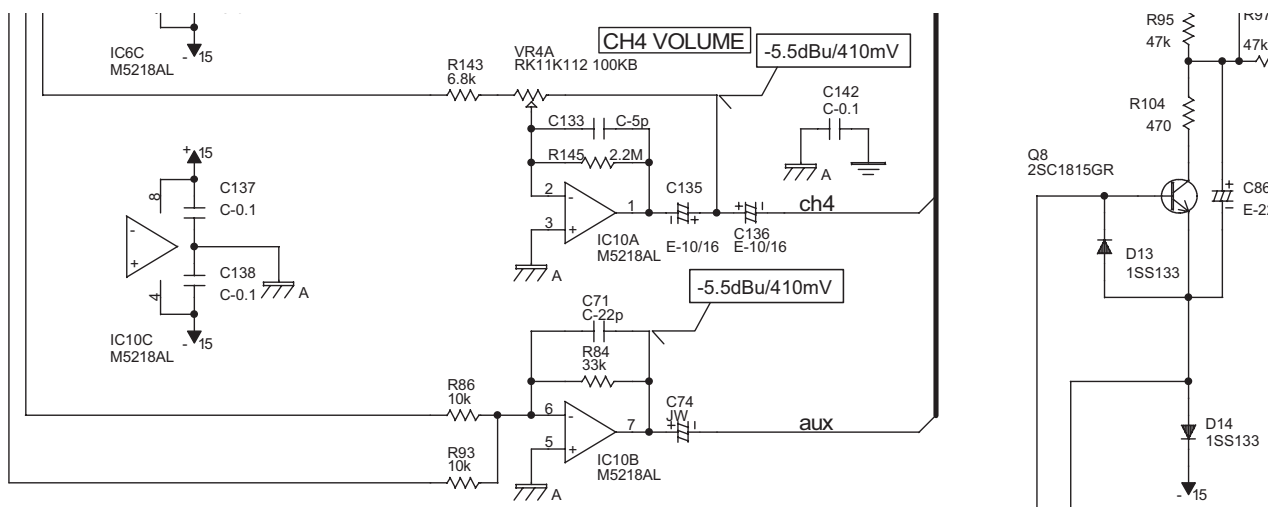 IC6C
M5218AL
- 15
R143
6.8k
VR4A
RK11K112 100KB
CH4 VOLUME
-5.5dBu/410mV
C133
C-5p
R145
2.2M
C142
C-0.1
A
2
-
3
+
1
IC10A
M5218AL
A
C135
- +
E-10/16
+ -
C136
E-10/16
ch4
+ 15
8
C137
C-0.1
-
+
C138
C-0.1
A
4
IC10C
M5218AL
- 15
-5.5dBu/410mV
C71
C-22p
R84
33k
R86
10k
R93
10k
6
-
5
+
7
IC10B
M5218AL
A
C74
JW
+ -
aux
R95
47k
R97
47k
R104
470
Q8
2SC1815GR
+
-
C86
D13
1SS133
D14
1SS133
- 15